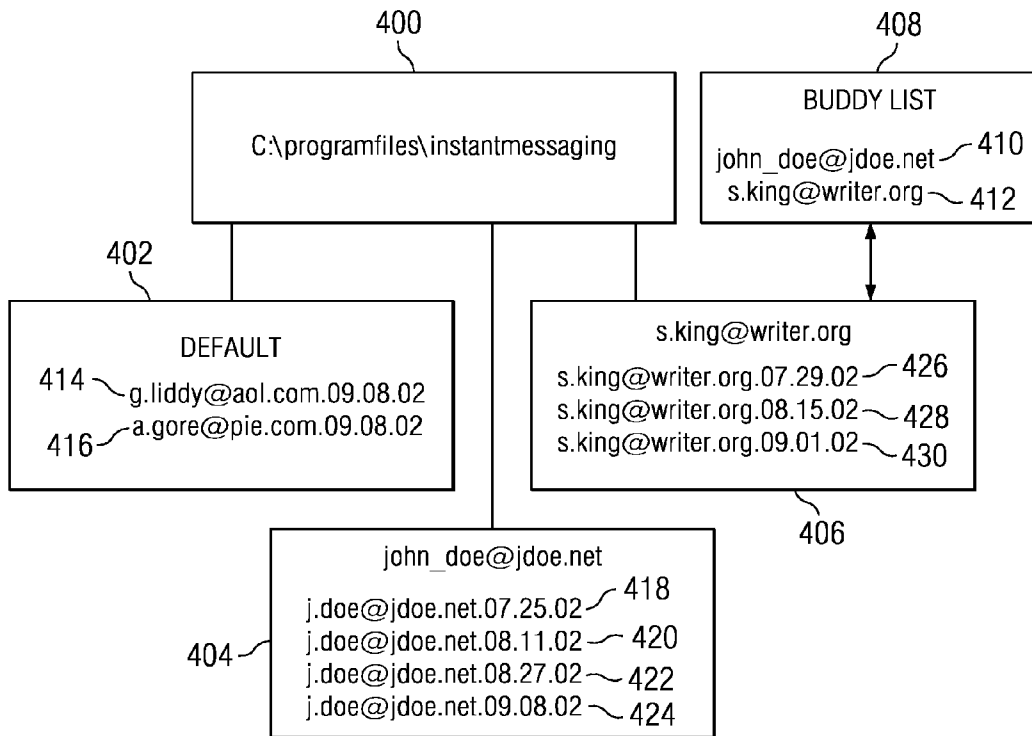 400
C:\programfiles\instantmessaging
408
BUDDY LIST
john_doe@jdoe.net 410
s.king@writer.org 412
402
DEFAULT
414 g.liddy@aol.com.09.08.02
416 a.gore@pie.com.09.08.02
s.king@writer.org
s.king@writer.org.07.29.02 426
s.king@writer.org.08.15.02 428
s.king@writer.org.09.01.02 430
406
john_doe@jdoe.net
j.doe@jdoe.net.07.25.02 418
j.doe@jdoe.net.08.11.02 420
404
j.doe@jdoe.net.08.27.02 422
j.doe@jdoe.net.09.08.02 424